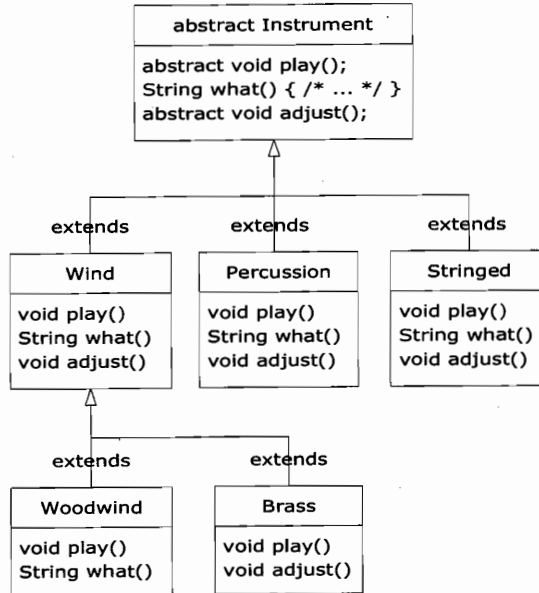 abstract Instrument
abstract void play();
String what() { /* ... */ }
abstract void adjust();
extends
extends
extends
Wind
void play()
String what()
void adjust()
Percussion
void play()
String what()
void adjust()
Stringed
void play()
String what()
void adjust()
extends
extends
Woodwind
void play()
String what()
Brass
void play()
void adjust()